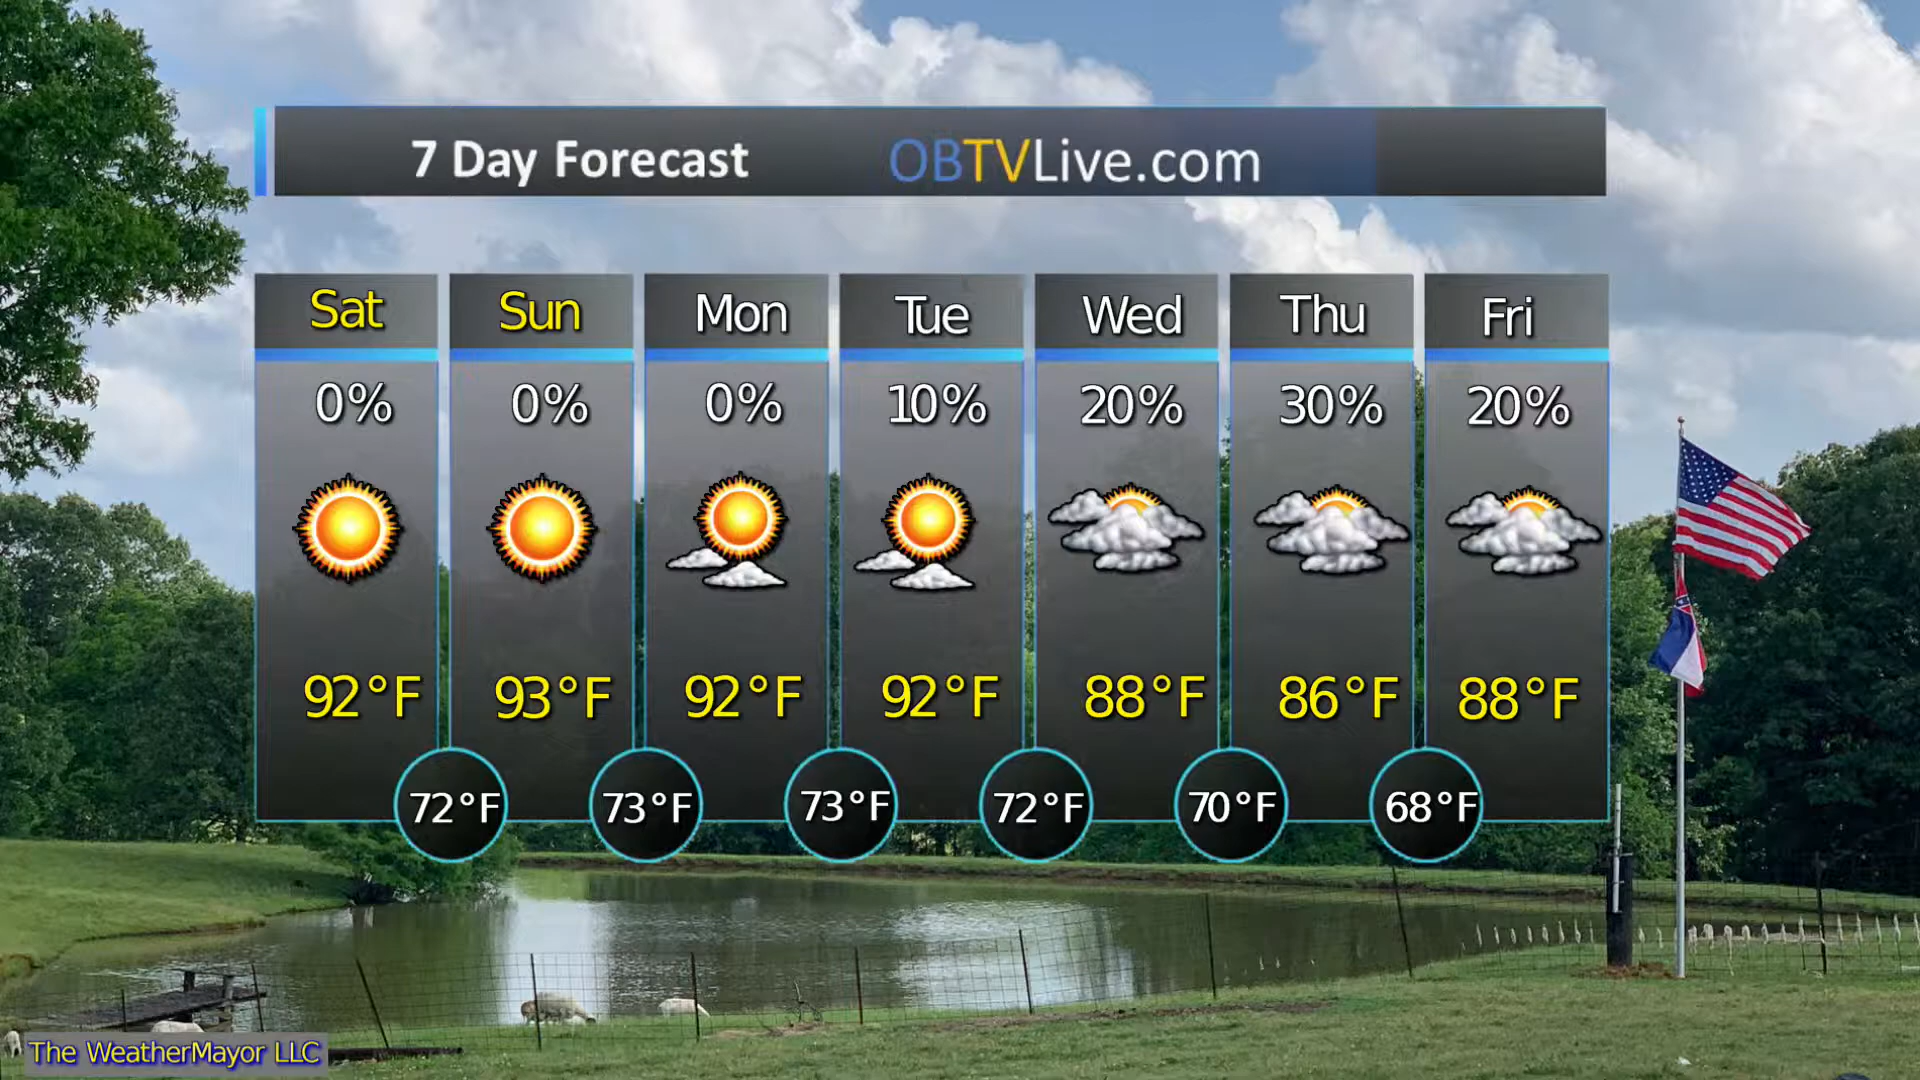 7 Day Forecast OBTVLive.com
Sat Sun Mon Tue Wed Thu Fri
0% 0% 0% 10% 20% 30% 20%
92°F 93°F 92°F 92°F 88°F 86°F 88°F
72°F 73°F 73°F 72°F 70°F 68°F
The WeatherMayor LLC